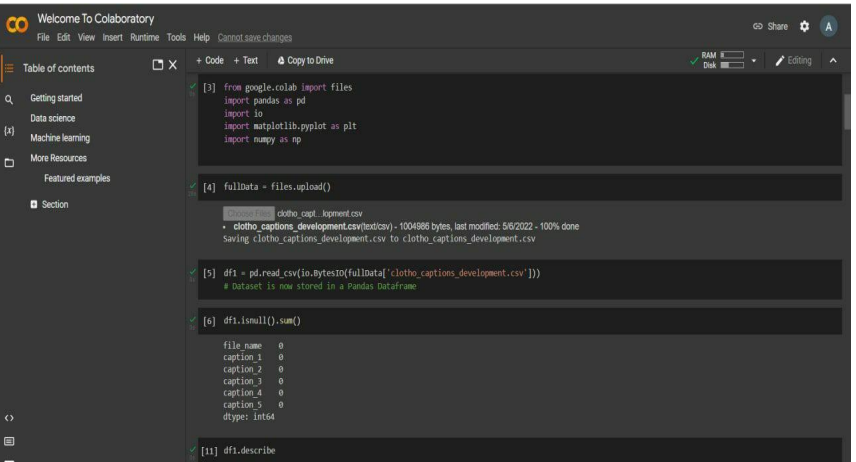 Welcome To Colaboratory
File Edit View Insert Runtime Tools Help Cannot save changes
Share
A
Table of contents
Getting started
Data science
Machine learning
More Resources
Featured examples
Section
+ Code + Text Copy to Drive
RAM
Disk
Editing
[3] from google.colab import files
import pandas as pd
import io
import matplotlib.pyplot as plt
import numpy as np
[4] fullData = files.upload()
Choose Files clotho_capt...lopment.csv
• clotho_captions_development.csv(text/csv) - 1004986 bytes, last modified: 5/6/2022 - 100% done
Saving clotho_captions_development.csv to clotho_captions_development.csv
[5] df1 = pd.read_csv(io.BytesIO(fullData['clotho_captions_development.csv']))
# Dataset is now stored in a Pandas Dataframe
[6] df1.isnull().sum()
file_name 0
caption_1 0
caption_2 0
caption_3 0
caption_4 0
caption_5 0
dtype: int64
[11] df1.describe